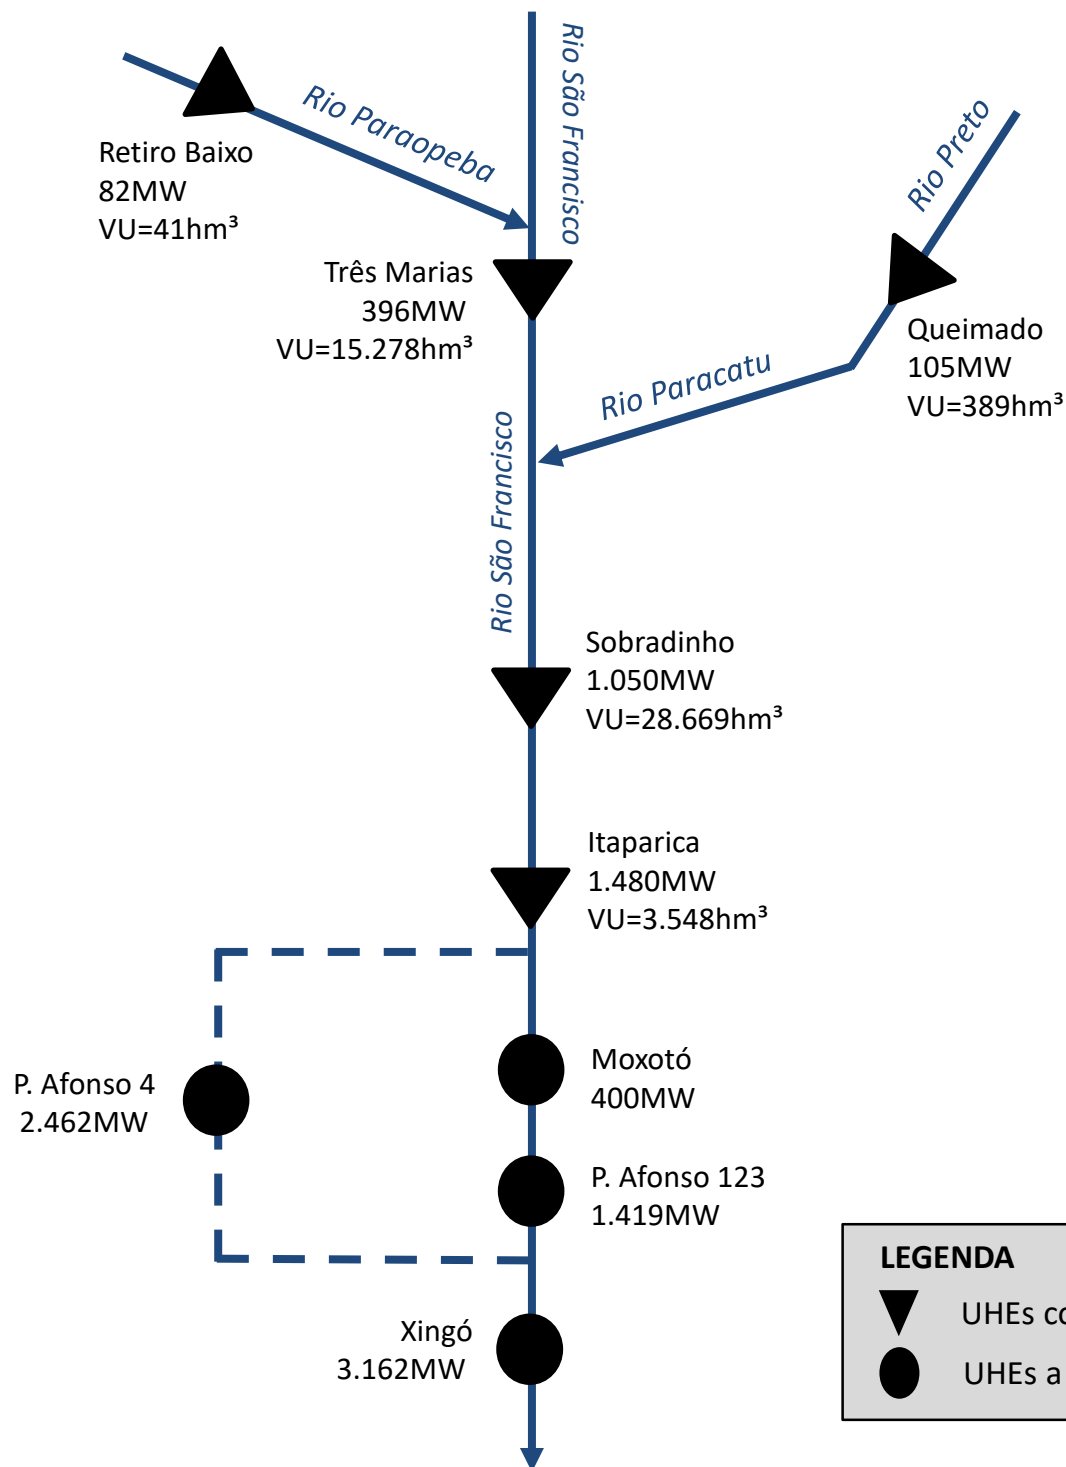 Rio São Francisco
Rio Paraopeba
Rio Preto
Retiro Baixo
82MW
VU=41hm³
Três Marias
396MW
VU=15.278hm³
Queimado
105MW
VU=389hm³
Rio Paracatu
Rio São Francisco
Sobradinho
1.050MW
VU=28.669hm³
Itaparica
1.480MW
VU=3.548hm³
P. Afonso 4
2.462MW
Moxotó
400MW
P. Afonso 123
1.419MW
Xingó
3.162MW
LEGENDA
UHEs
UHEs a